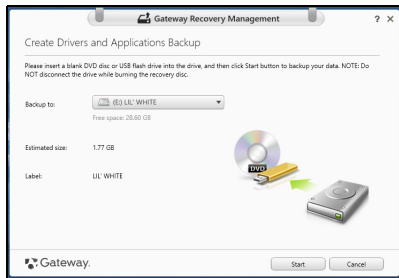 Gateway Recovery Management
? ×
Create Drivers and Applications Backup
Please insert a blank DVD disc or USB flash drive into the drive, and then click Start button to backup your data. NOTE: Do
NOT disconnect the drive while burning the recovery disc.
Backup to: (E:) LIL' WHITE
Free space: 28.60 GB
Estimated size: 1.77 GB
Label: LIL' WHITE
DVD
Gateway.
Start Cancel